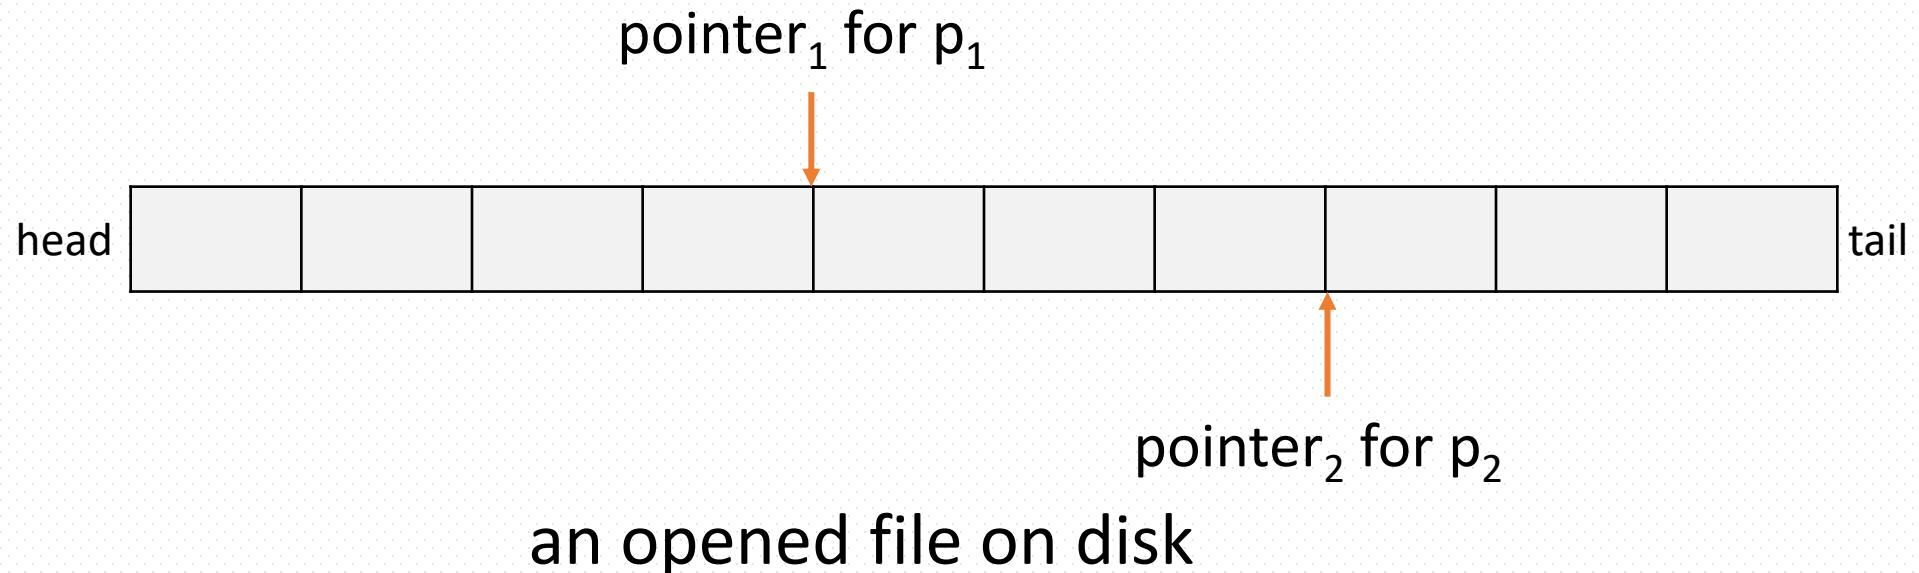 pointer₁ for p₁
head
tail
pointer₂ for p₂
an opened file on disk